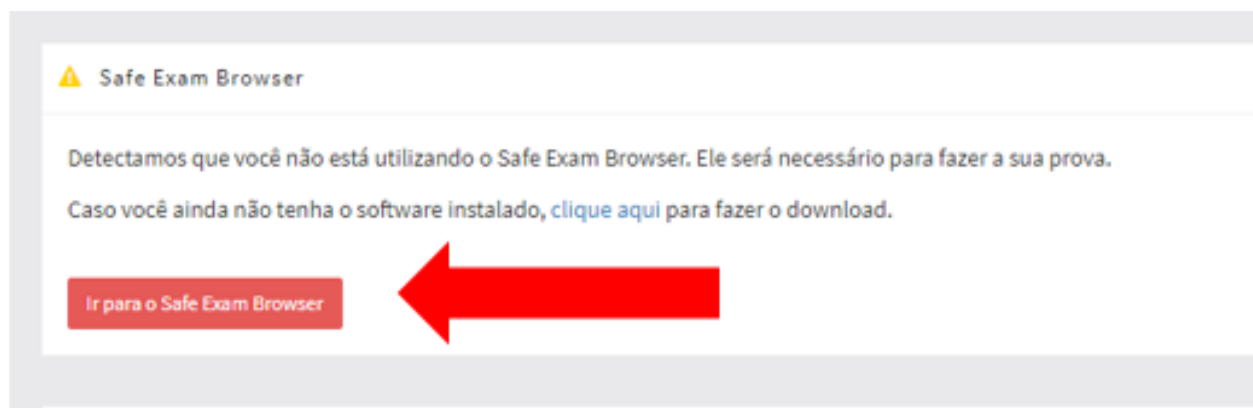 Safe Exam Browser
Detectamos que você não está utilizando o Safe Exam Browser. Ele será necessário para fazer a sua prova.
Caso você ainda não tenha o software instalado, clique aqui para fazer o download.
Ir para o Safe Exam Browser